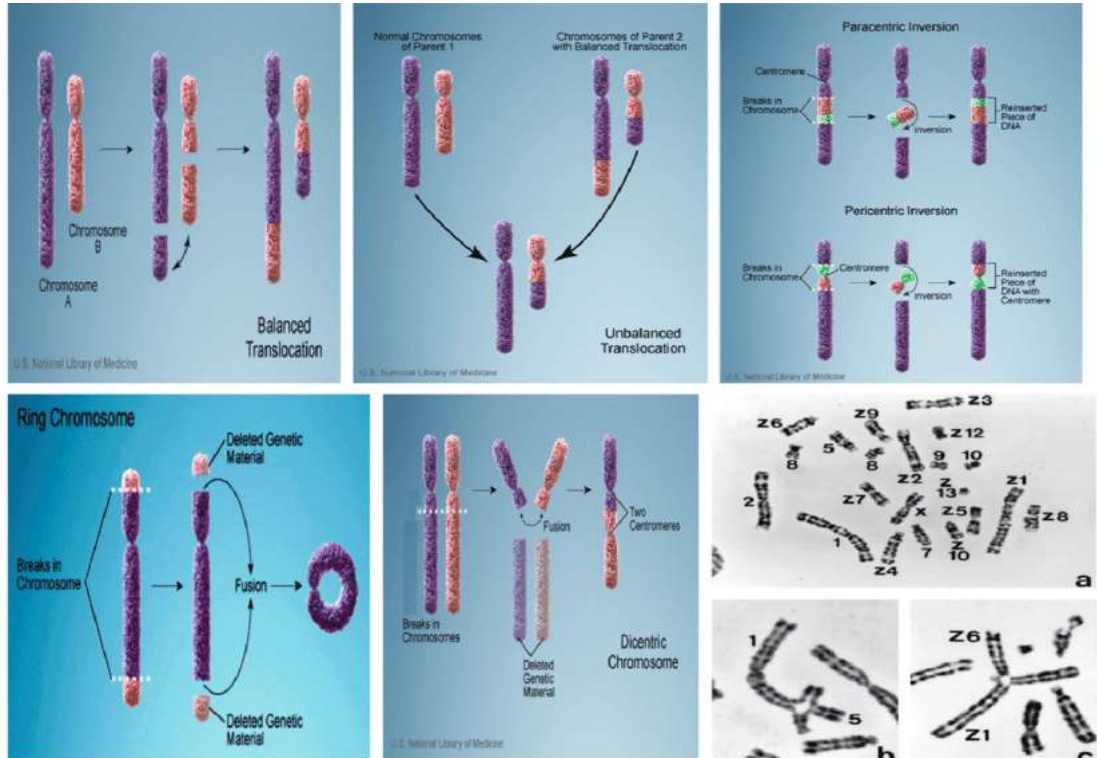 Chromosome
B
Chromosome
A
Balanced
Translocation
U.S. National Library of Medicine
Normal Chromosomes
of Parent 1
Chromosomes of Parent 2
with Balanced Translocation
Unbalanced
Translocation
U.S. National Library of Medicine
Paracentric Inversion
Centromere
Breaks in
Chromosome
inversion
Reinserted
Piece of
DNA
Pericentric Inversion
Breaks in
Chromosome
Centromere
inversion
Reinserted
Piece of
DNA with
Centromere
U.S. National Library of Medicine
Ring Chromosome
Deleted Genetic
Material
Breaks in
Chromosome
Fusion
Deleted Genetic
Material
Fusion
Two
Centromeres
Breaks in
Chromosomes
Deleted
Genetic
Material
Dicentric
Chromosome
U.S. National Library of Medicine
Z3
Z6
Z9
Z12
5
8
8
9
10
Z2
Z
13
Z1
2
Z7
X
Z5
Z8
1
Z4
7
Z
10
a
1
5
b
Z6
Z1
c